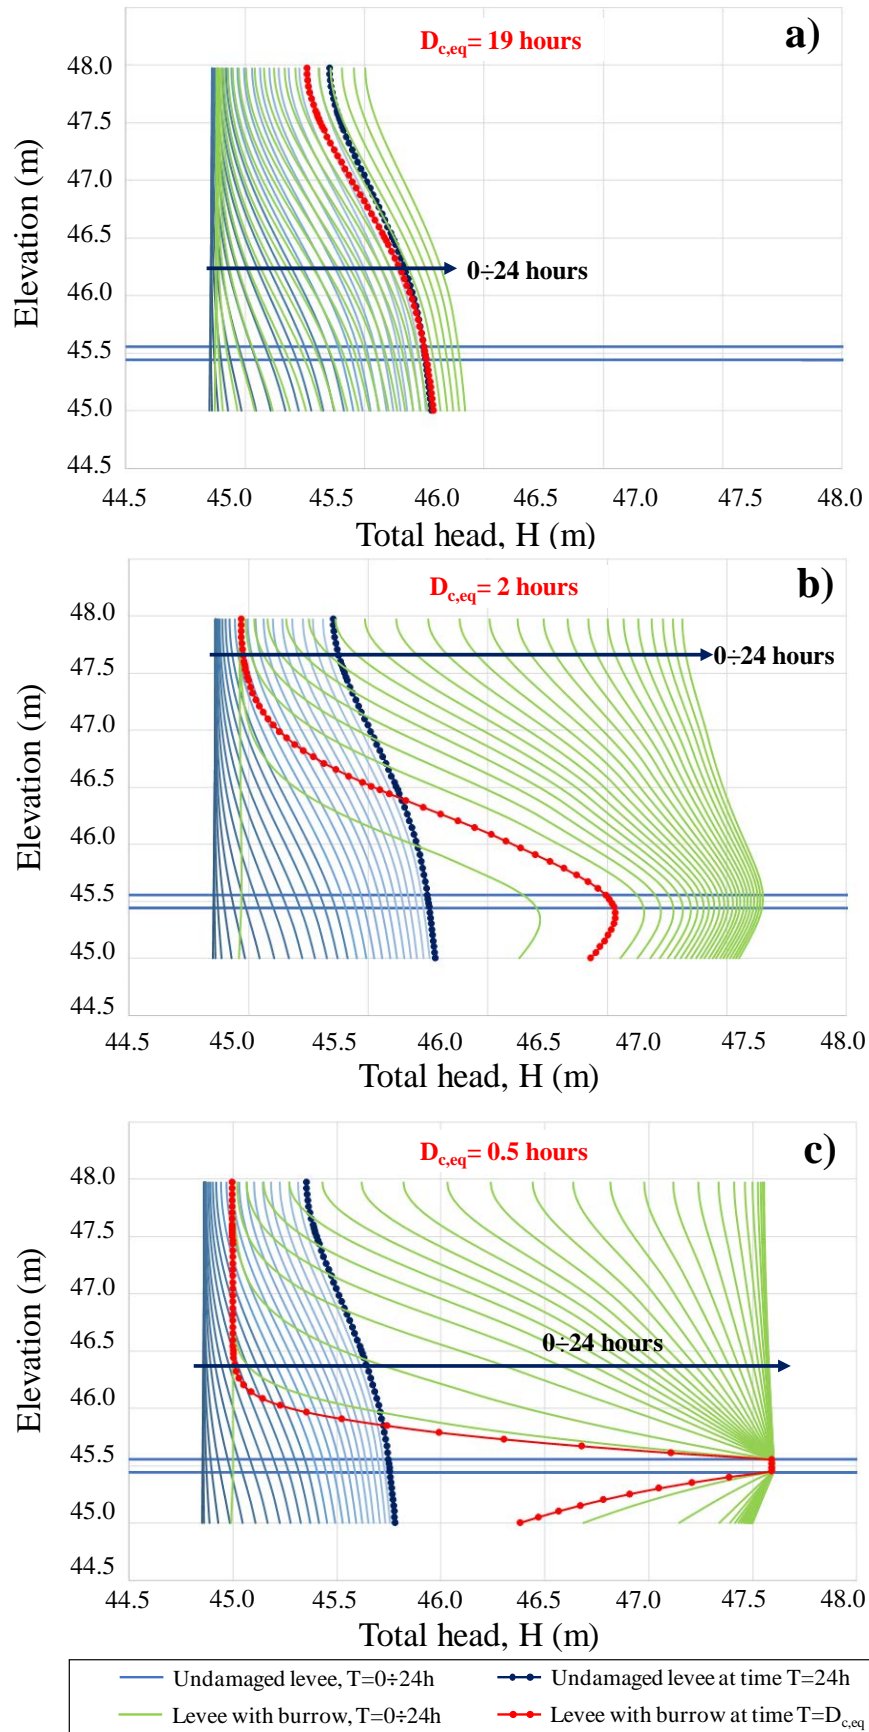 a)
D_c,eq= 19 hours
48.0
47.5
47.0
46.5
46.0
45.5
45.0
44.5
Elevation (m)
0÷24 hours
44.5 45.0 45.5 46.0 46.5 47.0 47.5 48.0
Total head, H (m)
b)
D_c,eq= 2 hours
48.0
47.5
47.0
46.5
46.0
45.5
45.0
44.5
Elevation (m)
0÷24 hours
44.5 45.0 45.5 46.0 46.5 47.0 47.5 48.0
Total head, H (m)
c)
D_c,eq= 0.5 hours
48.0
47.5
47.0
46.5
46.0
45.5
45.0
44.5
Elevation (m)
0÷24 hours
44.5 45.0 45.5 46.0 46.5 47.0 47.5 48.0
Total head, H (m)
Undamaged levee, T=0÷24h
Undamaged levee at time T=24h
Levee with burrow, T=0÷24h
Levee with burrow at time T=D_c,eq